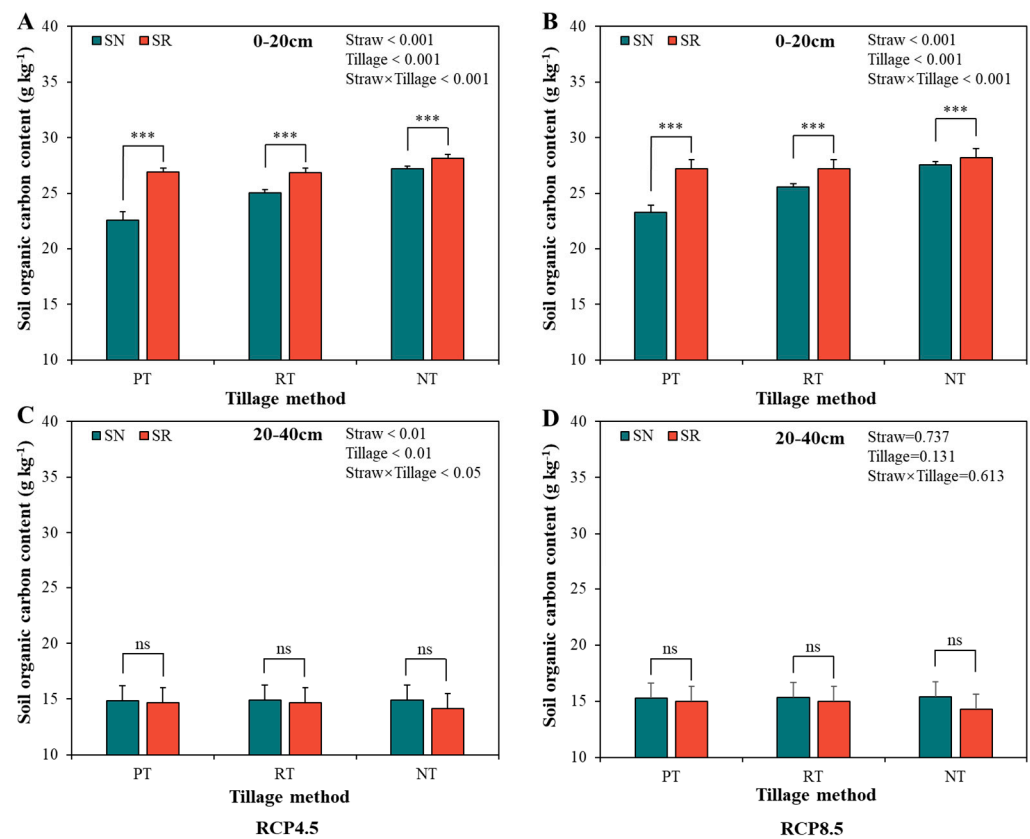 A
40
35
30
25
20
15
10
Soil organic carbon content (g kg⁻¹)
SN SR
0-20cm
Straw < 0.001
Tillage < 0.001
Straw×Tillage < 0.001
*** *** ***
PT RT NT
Tillage method
B
40
35
30
25
20
15
10
Soil organic carbon content (g kg⁻¹)
SN SR
0-20cm
Straw < 0.001
Tillage < 0.001
Straw×Tillage < 0.001
*** *** ***
PT RT NT
Tillage method
C
40
35
30
25
20
15
10
Soil organic carbon content (g kg⁻¹)
SN SR
20-40cm
Straw < 0.01
Tillage < 0.01
Straw×Tillage < 0.05
ns ns ns
PT RT NT
Tillage method
RCP4.5
D
40
35
30
25
20
15
10
Soil organic carbon content (g kg⁻¹)
SN SR
20-40cm
Straw=0.737
Tillage=0.131
Straw×Tillage=0.613
ns ns ns
PT RT NT
Tillage method
RCP8.5